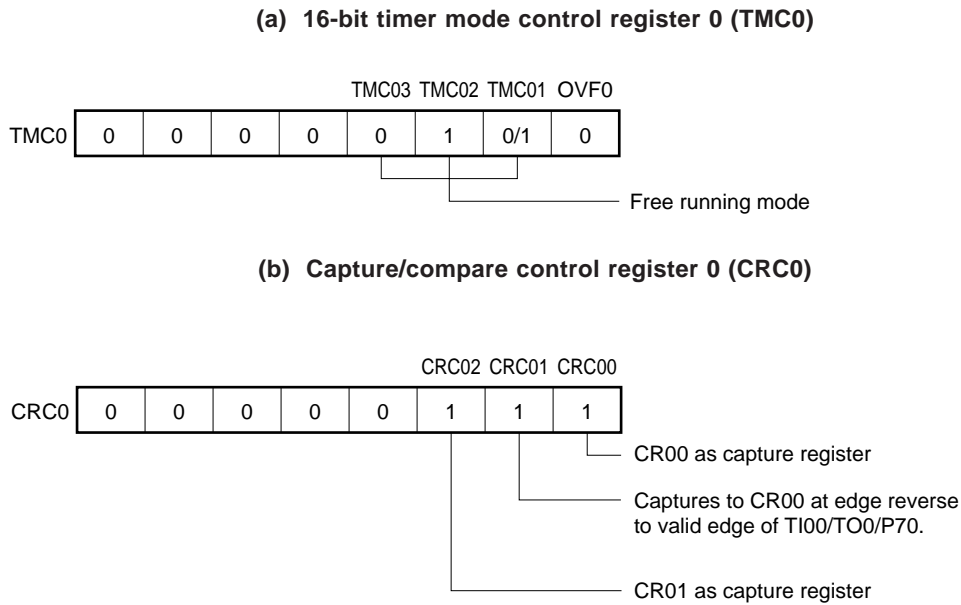 (a) 16-bit timer mode control register 0 (TMC0)
TMC03 TMC02 TMC01 OVF0
TMC0 0 0 0 0 0 1 0/1 0
Free running mode
(b) Capture/compare control register 0 (CRC0)
CRC02 CRC01 CRC00
CRC0 0 0 0 0 0 1 1 1
CR00 as capture register
Captures to CR00 at edge reverse
to valid edge of TI00/TO0/P70.
CR01 as capture register